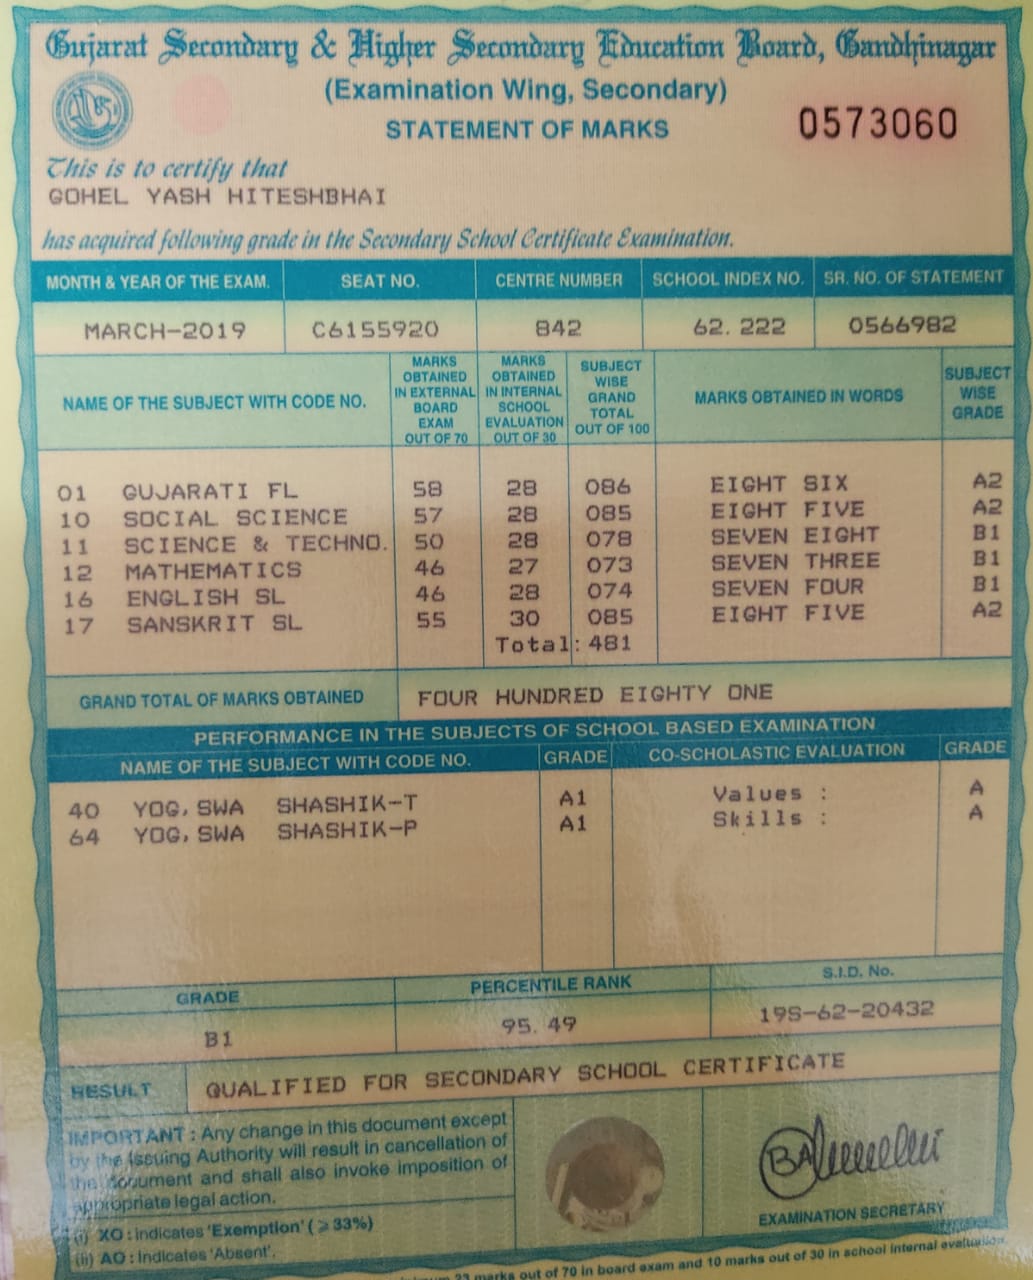 Gujarat Secondary & Higher Secondary Education Board, Gandhinagar
(Examination Wing, Secondary)
STATEMENT OF MARKS
0573060
This is to certify that
GOHEL YASH HITESHBHAI
has acquired following grade in the Secondary School Certificate Examination.
MONTH & YEAR OF THE EXAM. SEAT NO. CENTRE NUMBER SCHOOL INDEX NO. SR. NO. OF STATEMENT
MARCH-2019 C6155920 842 62.222 0566982
NAME OF THE SUBJECT WITH CODE NO. MARKS OBTAINED IN EXTERNAL BOARD EXAM OUT OF 70 MARKS OBTAINED IN INTERNAL SCHOOL EVALUATION OUT OF 30 SUBJECT WISE GRAND TOTAL OUT OF 100 MARKS OBTAINED IN WORDS SUBJECT WISE GRADE
01 GUJARATI FL 58 28 086 EIGHT SIX A2
10 SOCIAL SCIENCE 57 28 085 EIGHT FIVE A2
11 SCIENCE & TECHNO. 50 28 078 SEVEN EIGHT B1
12 MATHEMATICS 46 27 073 SEVEN THREE B1
16 ENGLISH SL 46 28 074 SEVEN FOUR B1
17 SANSKRIT SL 55 30 085 EIGHT FIVE A2
Total: 481
GRAND TOTAL OF MARKS OBTAINED FOUR HUNDRED EIGHTY ONE
PERFORMANCE IN THE SUBJECTS OF SCHOOL BASED EXAMINATION
NAME OF THE SUBJECT WITH CODE NO. GRADE CO-SCHOLASTIC EVALUATION GRADE
40 YOG,SWA SHASHIK-T A1 Values : A
64 YOG,SWA SHASHIK-P A1 Skills : A
GRADE PERCENTILE RANK S.I.D. No.
B1 95.49 19S-62-20432
RESULT QUALIFIED FOR SECONDARY SCHOOL CERTIFICATE
IMPORTANT : Any change in this document except
by the Issuing Authority will result in cancellation of
the document and shall also invoke imposition of
appropriate legal action.
(i) XO : Indicates 'Exemption' ( ⩾ 33%)
(ii) AO : Indicates 'Absent'.
EXAMINATION SECRETARY
23 marks out of 70 in board exam and 10 marks out of 30 in school internal evaluation.